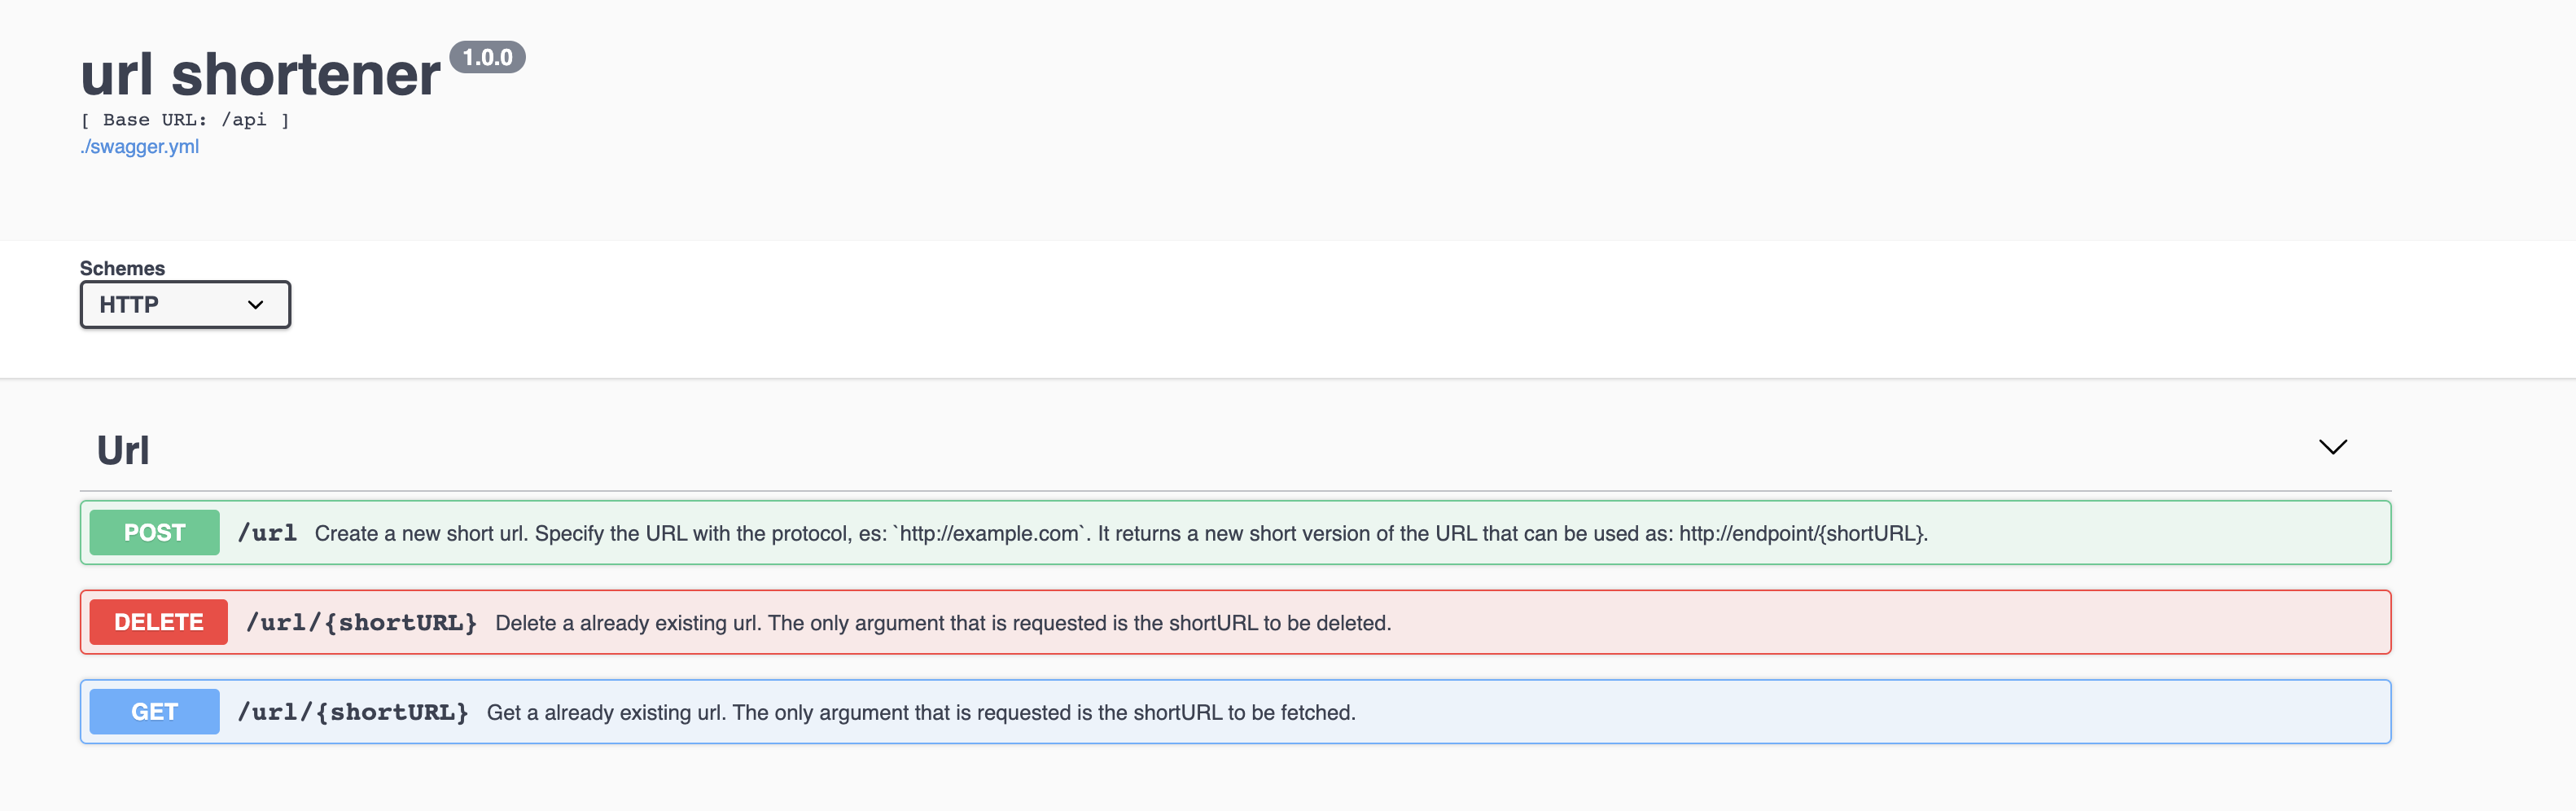 url shortener 1.0.0
[ Base URL: /api ]
./swagger.yml
Schemes
HTTP
Url
POST /url Create a new short url. Specify the URL with the protocol, es: `http://example.com`. It returns a new short version of the URL that can be used as: http://endpoint/{shortURL}.
DELETE /url/{shortURL} Delete a already existing url. The only argument that is requested is the shortURL to be deleted.
GET /url/{shortURL} Get a already existing url. The only argument that is requested is the shortURL to be fetched.